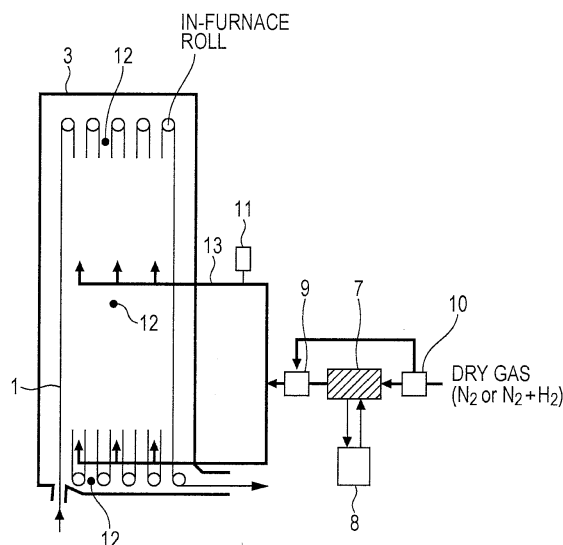 IN-FURNACE
ROLL
3
12
11
13
9
7
10
12
DRY GAS
(N2 or N2+H2)
1
12
8